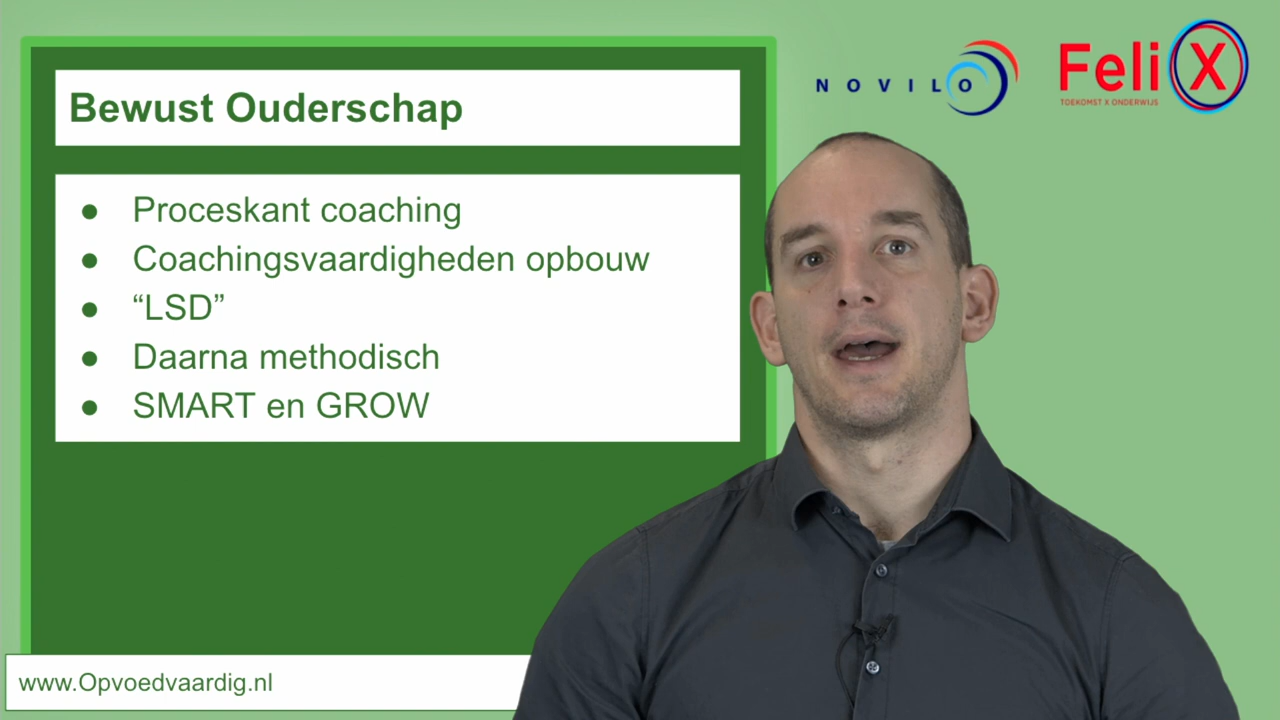 Bewust Ouderschap
NOVILO
FeliX
TOEKOMST X ONDERWIJS
● Proceskant coaching
● Coachingsvaardigheden opbouw
● “LSD”
● Daarna methodisch
● SMART en GROW
www.Opvoedvaardig.nl